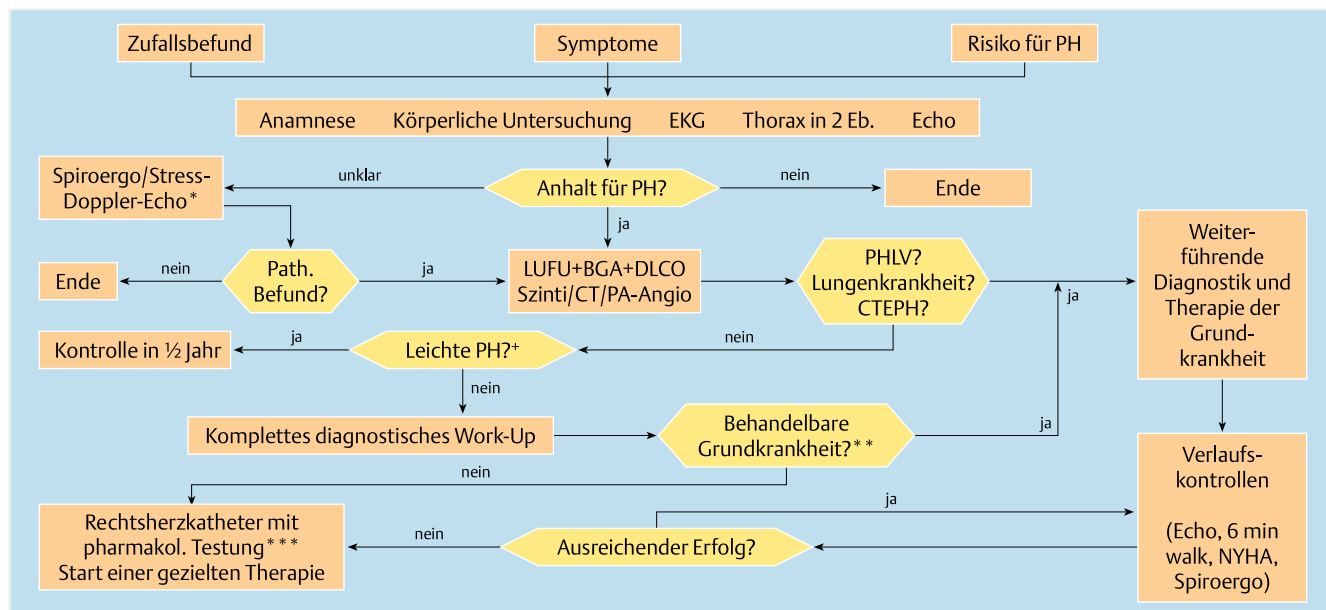 Zufallsbefund
Symptome
Risiko für PH
Anamnese Körperliche Untersuchung EKG Thorax in 2 Eb. Echo
Spiroergo/Stress-
Doppler-Echo*
unklar
Anhalt für PH?
nein
Ende
ja
Ende
nein
Path.
Befund?
ja
LUFU+BGA+DLCO
Szinti/CT/PA-Angio
PHLV?
Lungenkrankheit?
CTEPH?
ja
Weiter-
führende
Diagnostik und
Therapie der
Grund-
krankheit
Kontrolle in ½ Jahr
ja
Leichte PH?+
nein
nein
Komplettes diagnostisches Work-Up
Behandelbare
Grundkrankheit?**
ja
nein
Verlaufs-
kontrollen
(Echo, 6 min
walk, NYHA,
Spiroergo)
Rechtsherzkatheter mit
pharmakol. Testung***
Start einer gezielten Therapie
nein
Ausreichender Erfolg?
ja